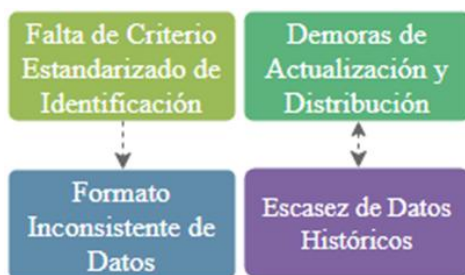 Falta de Criterio
Estandarizado de
Identificación
Demoras de
Actualización y
Distribución
Formato
Inconsistente de
Datos
Escasez de Datos
Históricos